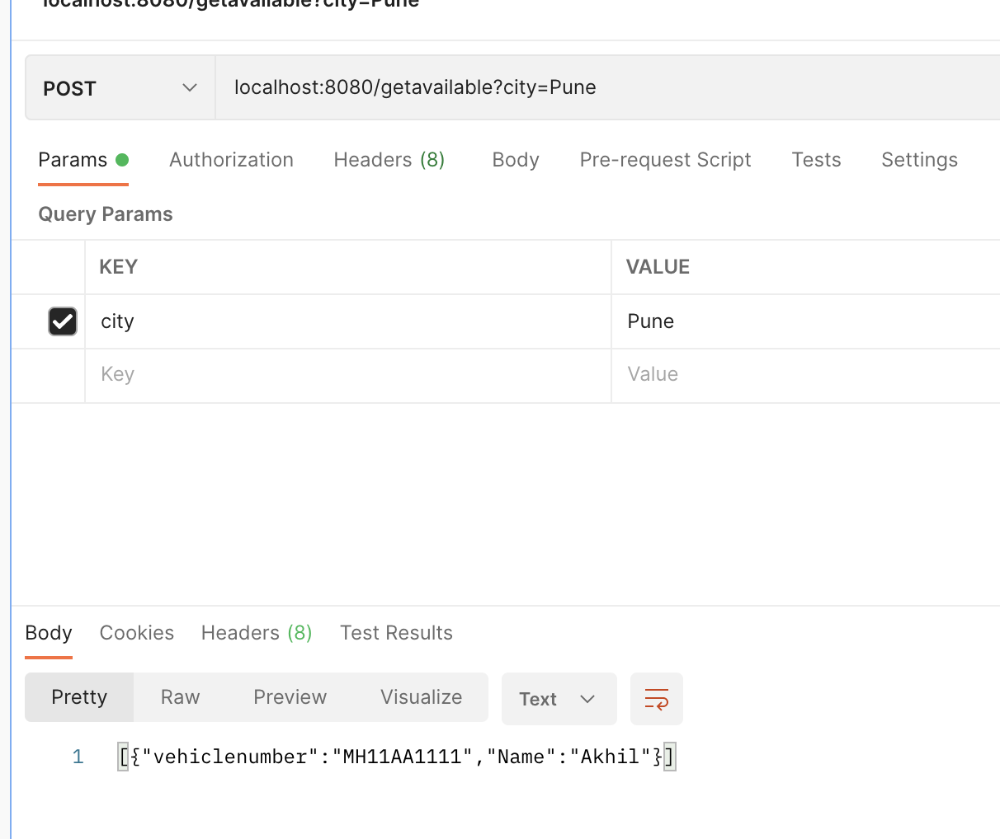 localhost:8080/getavailable?city=Pune
POST localhost:8080/getavailable?city=Pune
Params Authorization Headers (8) Body Pre-request Script Tests Settings
Query Params
KEY VALUE
city Pune
Key Value
Body Cookies Headers (8) Test Results
Pretty Raw Preview Visualize Text
1 [{"vehiclenumber":"MH11AA1111","Name":"Akhil"}]